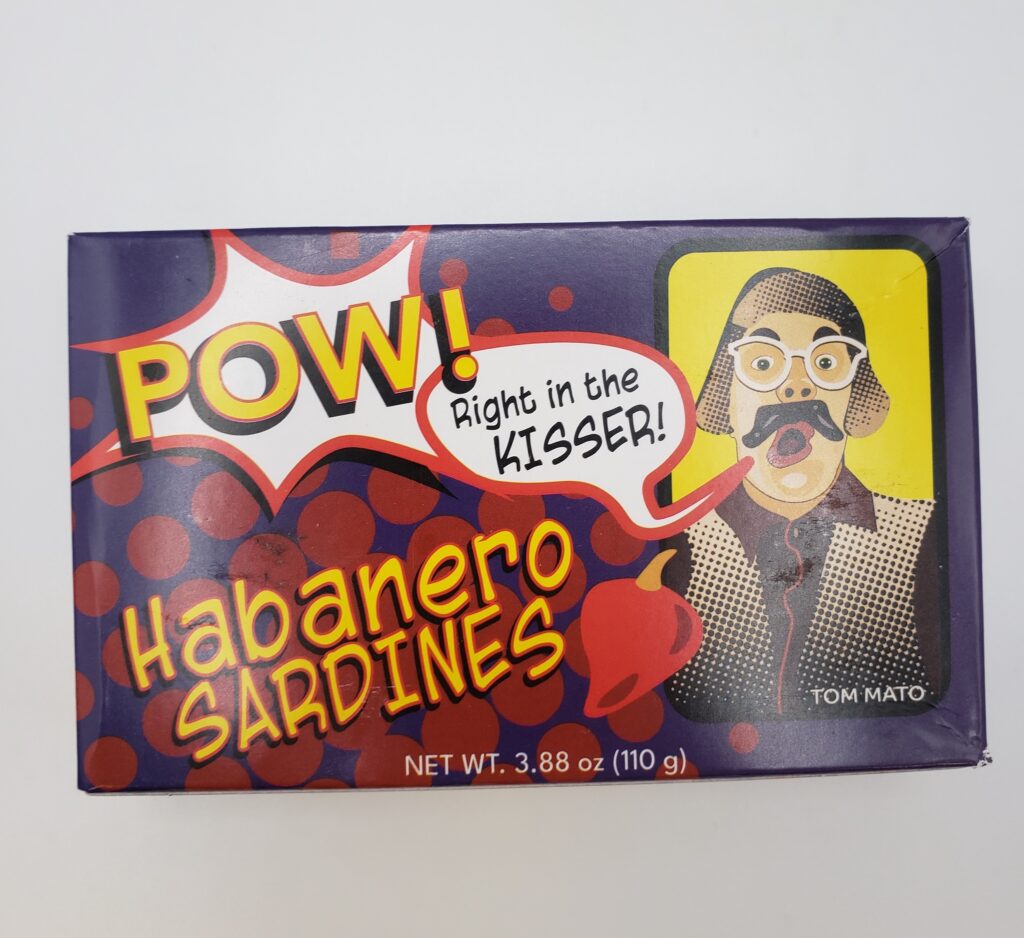 POW!
Right in the
KISSER!
Habanero
SARDINES
TOM MATO
NET WT. 3.88 oz (110 g)